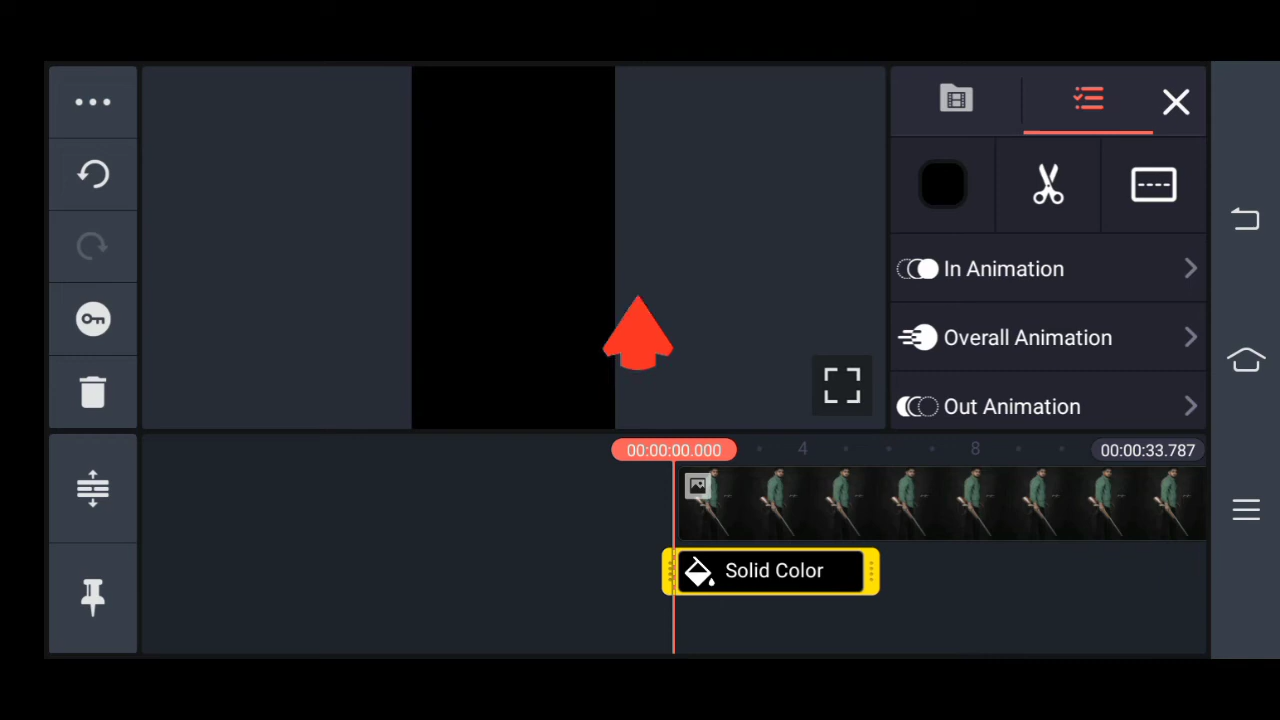 In Animation
Overall Animation
Out Animation
00:00:00.000
4
8
00:00:33.787
Solid Color